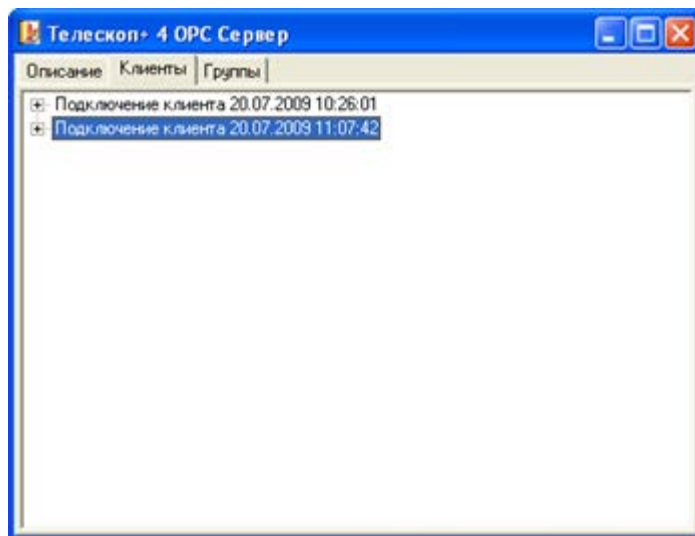 Телескоп+ 4 OPC Сервер
Описание Клиенты Группы
Подключение клиента 20.07.2009 10:26:01
Подключение клиента 20.07.2009 11:07:42